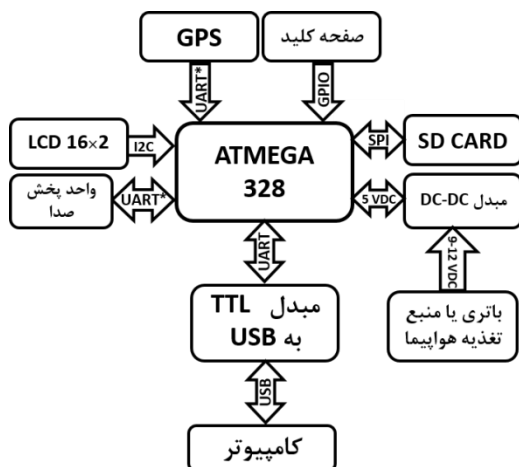 GPS
صفحه کلید
UART*
GPIO
LCD 16×2
I2C
ATMEGA
328
SPI
SD CARD
واحد پخش
صدا
UART*
5 VDC
مبدل DC-DC
UART
9-12 VDC
مبدل TTL
به USB
باتری یا منبع
تغذیه هواپیما
USB
کامپیوتر